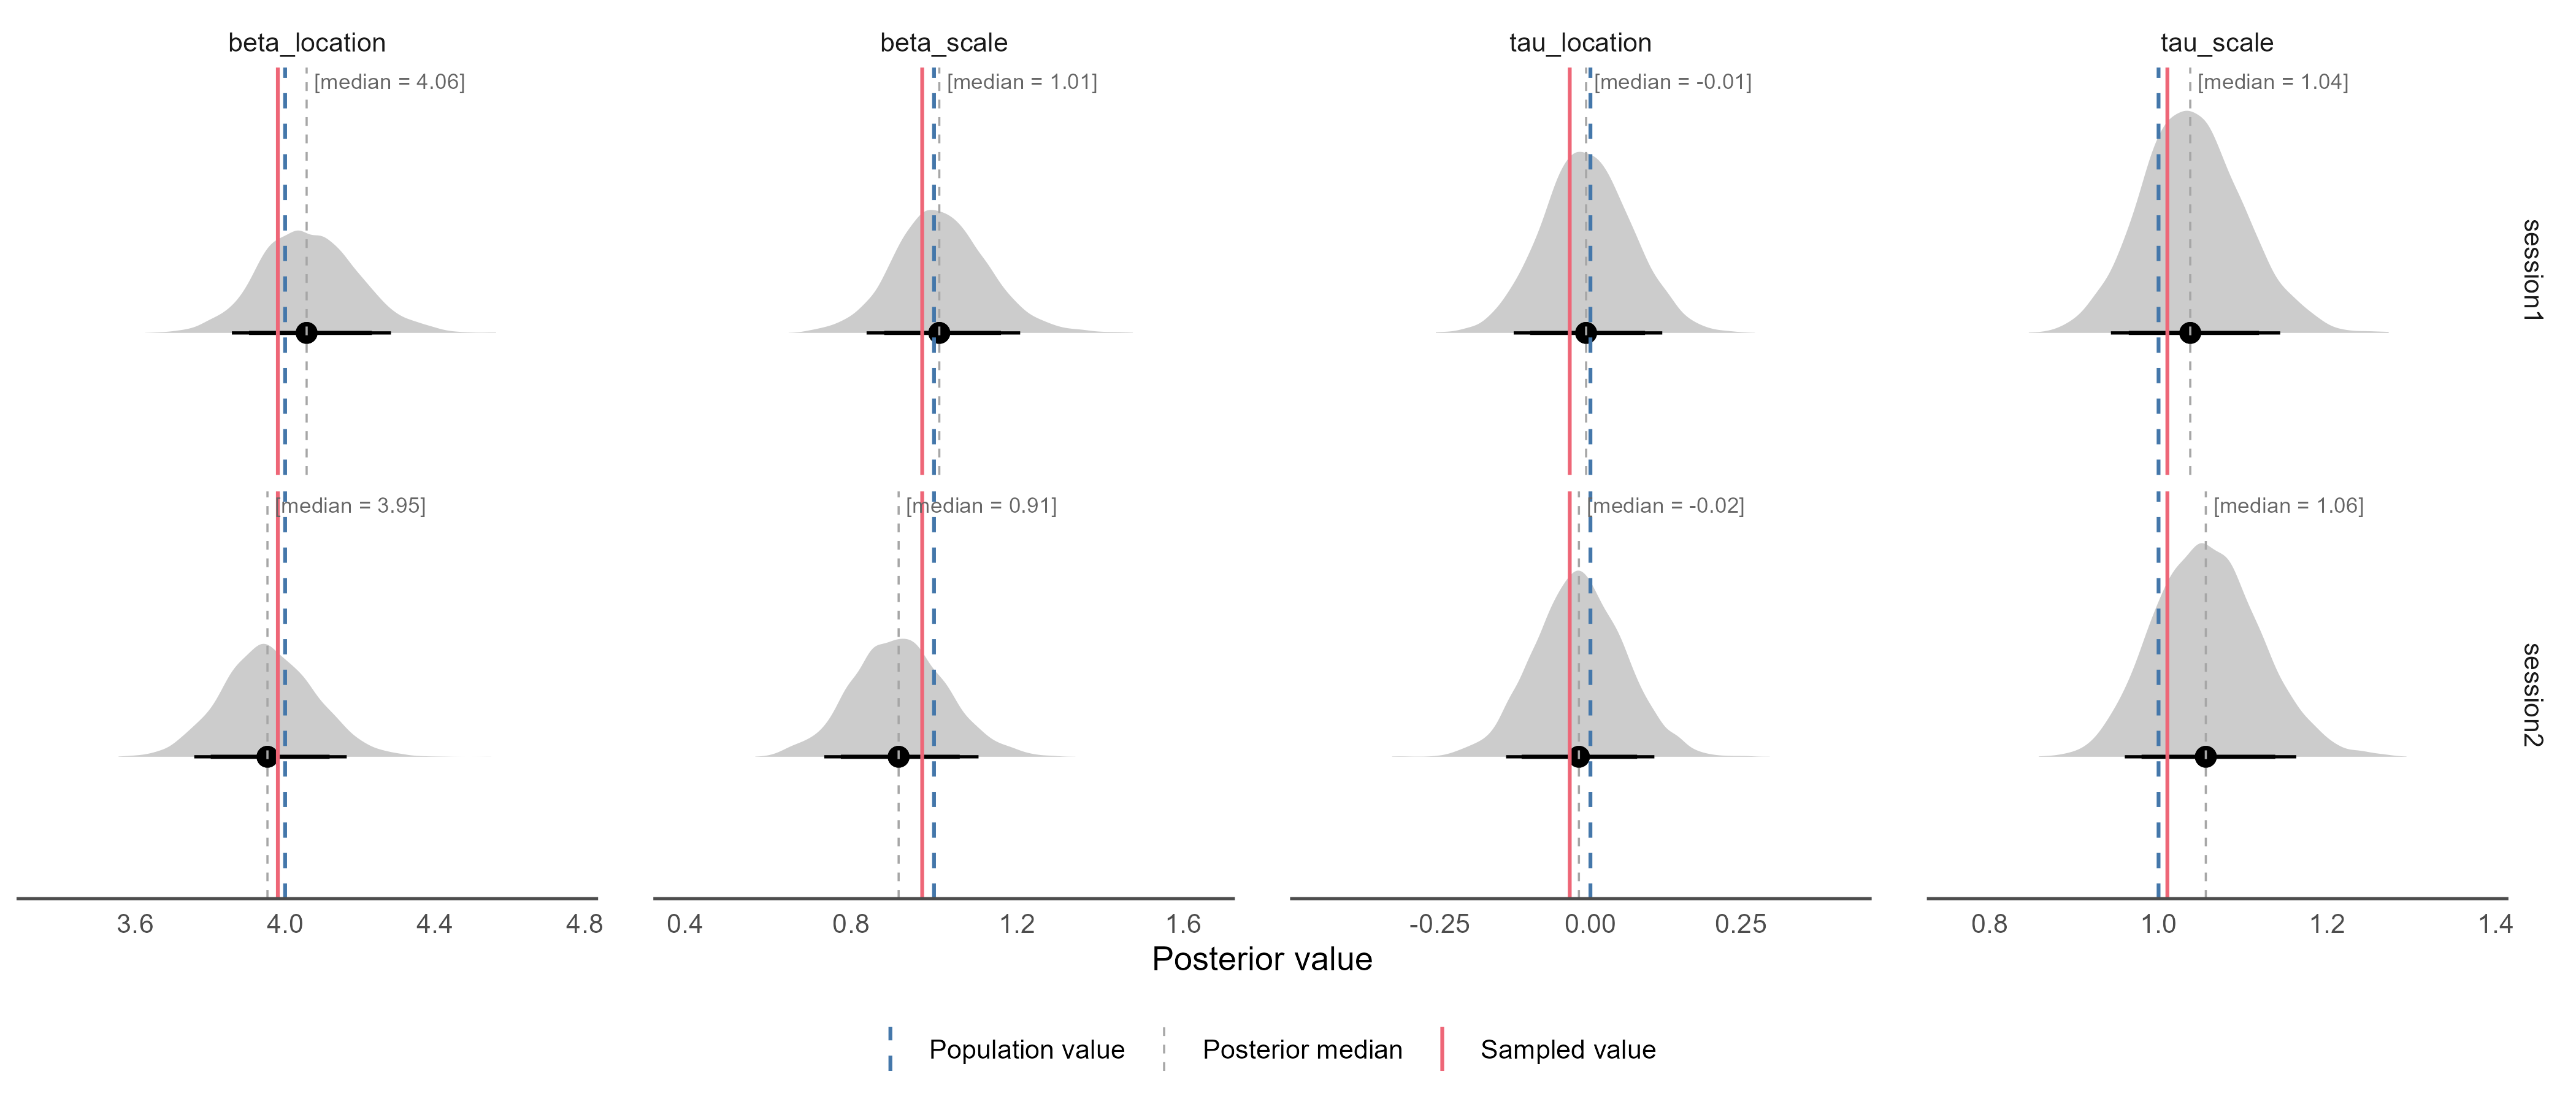 beta_location
beta_scale
tau_location
tau_scale
[median = 4.06]
[median = 1.01]
[median = -0.01]
[median = 1.04]
session1
[median = 3.95]
[median = 0.91]
[median = -0.02]
[median = 1.06]
session2
3.6 4.0 4.4 4.8
0.4 0.8 1.2 1.6
-0.25 0.00 0.25
0.8 1.0 1.2 1.4
Posterior value
Population value
Posterior median
Sampled value